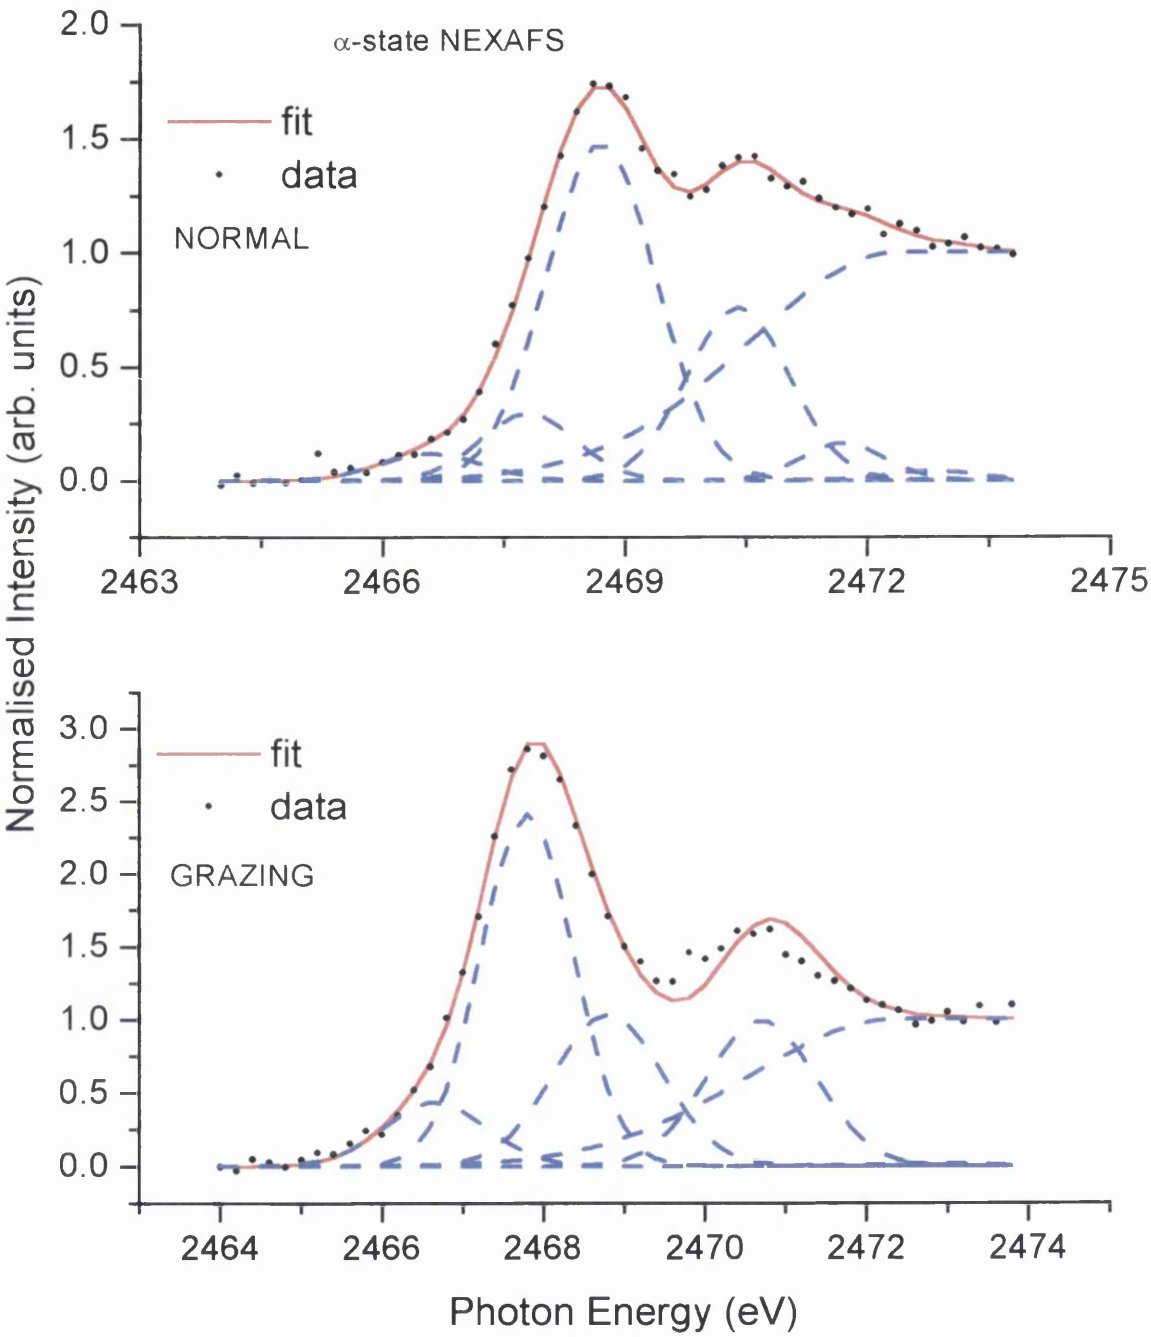 2.0
α-state NEXAFS
fit
1.5
data
NORMAL
1.0
0.5
0.0
2463 2466 2469 2472 2475
Normalised Intensity (arb. units)
3.0
fit
2.5
data
2.0
GRAZING
1.5
1.0
0.5
0.0
2464 2466 2468 2470 2472 2474
Photon Energy (eV)